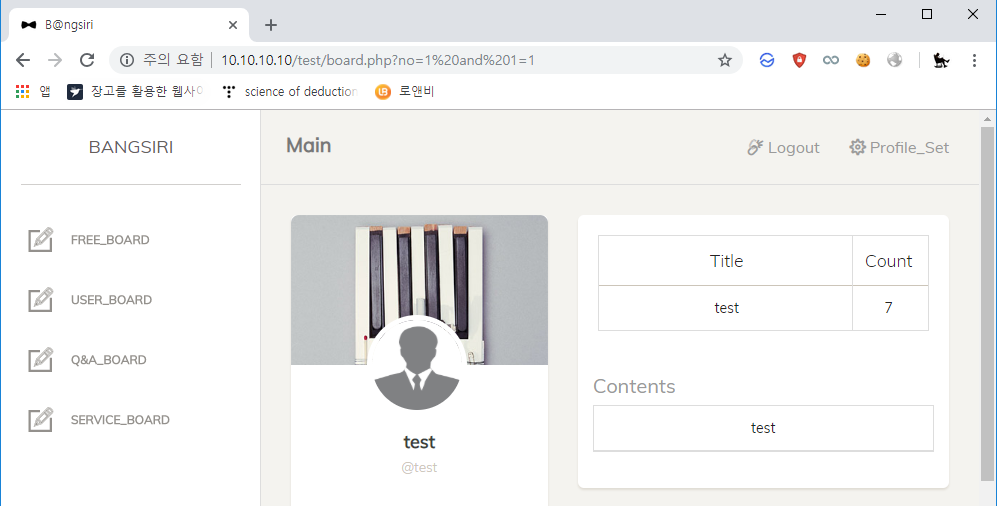 B@ngsiri
주의 요함
10.10.10.10/test/board.php?no=1%20and%201=1
앱
장고를 활용한 웹사이
science of deduction
로앤비
BANGSIRI
FREE_BOARD
USER_BOARD
Q&A_BOARD
SERVICE_BOARD
Main
Logout
Profile_Set
test
@test
Title Count
test 7
Contents
test